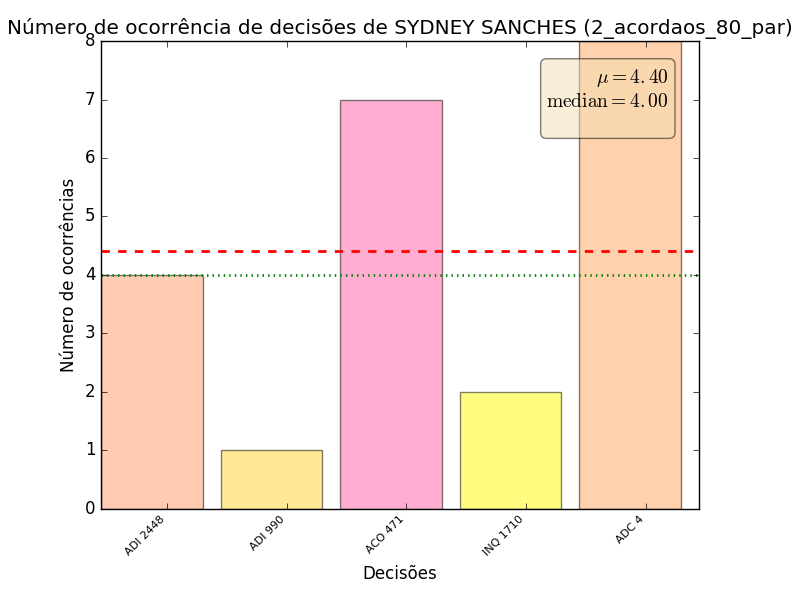 Número de ocorrência de decisões de SYDNEY SANCHES (2_acordaos_80_par)
μ = 4.40
median = 4.00
Número de ocorrências
8
7
6
5
4
3
2
1
0
ADI 2448
ADI 990
ACO 471
INQ 1710
ADC 4
Decisões